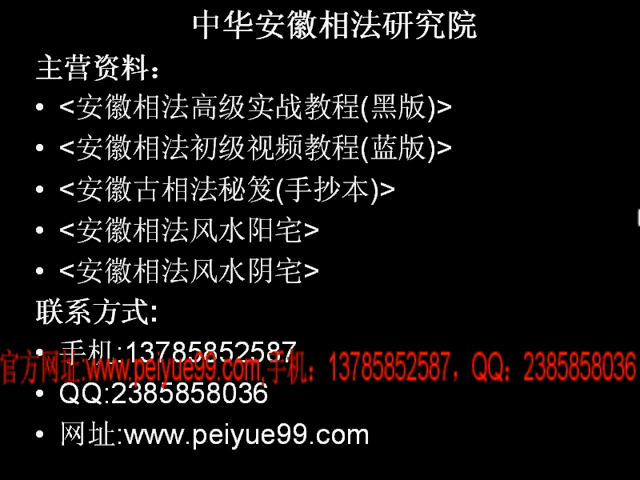 中华安徽相法研究院
主营资料：
• <安徽相法高级实战教程(黑版)>
• <安徽相法初级视频教程(蓝版)>
• <安徽古相法秘笈(手抄本)>
• <安徽相法风水阳宅>
• <安徽相法风水阴宅>
联系方式:
• 手机:13785852587
官方网址:www.peiyue99.com,手机：13785852587，QQ：2385858036
• QQ:2385858036
• 网址:www.peiyue99.com